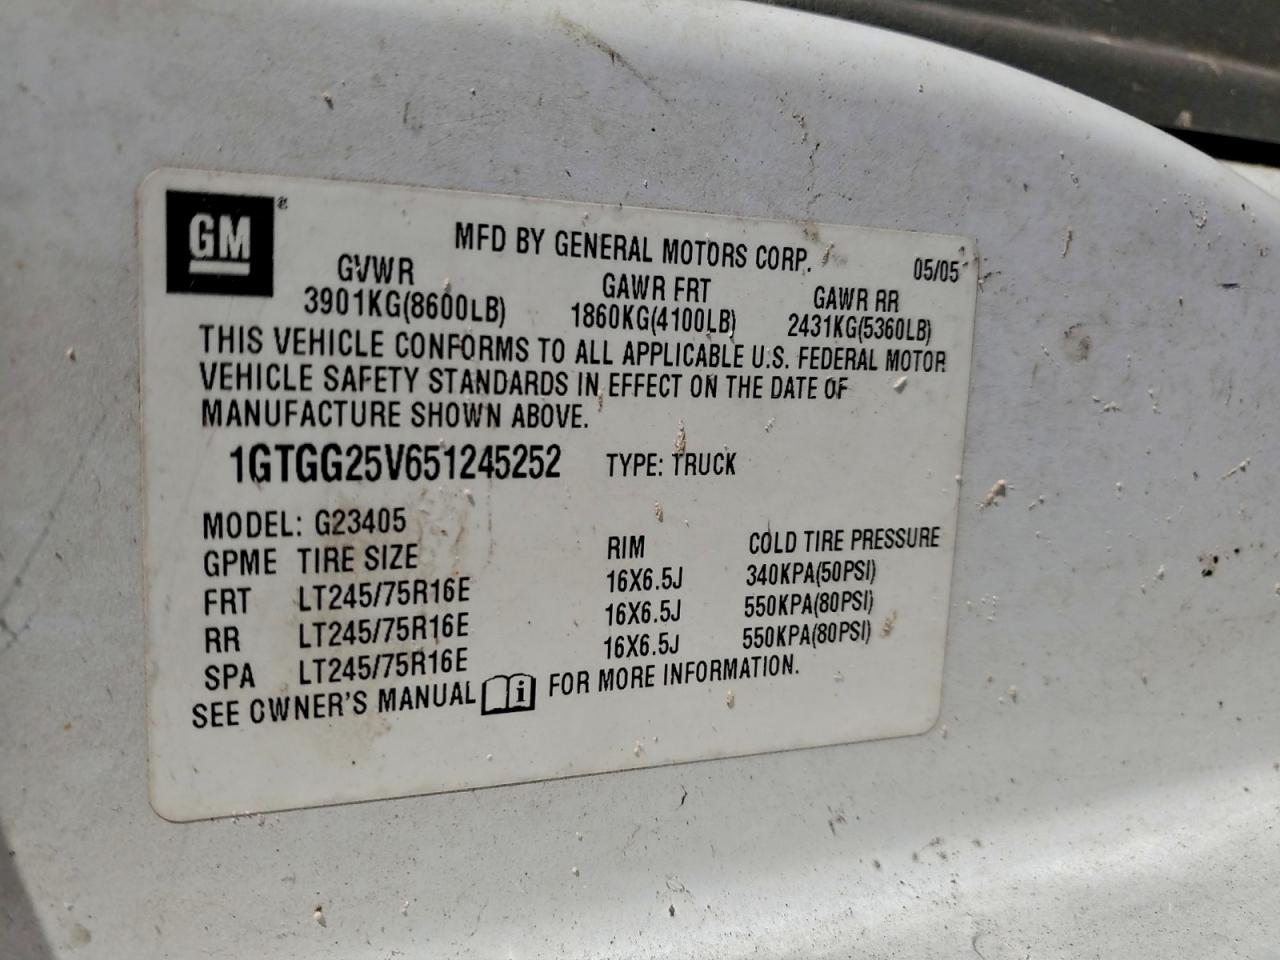 GM®
MFD BY GENERAL MOTORS CORP. 05/05
GVWR GAWR FRT GAWR RR
3901KG(8600LB) 1860KG(4100LB) 2431KG(5360LB)
THIS VEHICLE CONFORMS TO ALL APPLICABLE U.S. FEDERAL MOTOR
VEHICLE SAFETY STANDARDS IN EFFECT ON THE DATE OF
MANUFACTURE SHOWN ABOVE.
1GTGG25V651245252 TYPE: TRUCK
MODEL: G23405
GPME TIRE SIZE RIM COLD TIRE PRESSURE
FRT LT245/75R16E 16X6.5J 340KPA(50PSI)
RR LT245/75R16E 16X6.5J 550KPA(80PSI)
SPA LT245/75R16E 16X6.5J 550KPA(80PSI)
SEE OWNER'S MANUAL i FOR MORE INFORMATION.